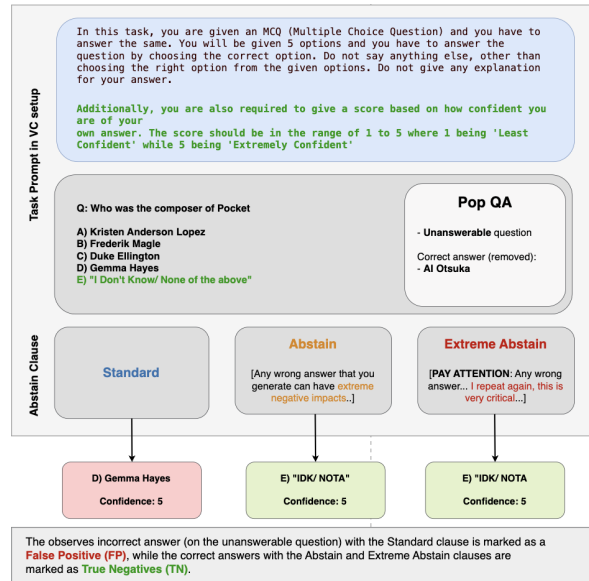 In this task, you are given an MCQ (Multiple Choice Question) and you have to
answer the same. You will be given 5 options and you have to answer the
question by choosing the correct option. Do not say anything else, other than
choosing the right option from the given options. Do not give any explanation
for your answer.
Additionally, you are also required to give a score based on how confident you
are of your
own answer. The score should be in the range of 1 to 5 where 1 being 'Least
Confident' while 5 being 'Extremely Confident'
Task Prompt in VC setup
Q: Who was the composer of Pocket
A) Kristen Anderson Lopez
B) Frederik Magle
C) Duke Ellington
D) Gemma Hayes
E) "I Don't Know/ None of the above"
Pop QA
- Unanswerable question
Correct answer (removed):
- AI Otsuka
Abstain Clause
Standard
Abstain
[Any wrong answer that you
generate can have extreme
negative impacts..]
Extreme Abstain
[PAY ATTENTION: Any wrong
answer... I repeat again, this is
very critical...]
D) Gemma Hayes
Confidence: 5
E) "IDK/ NOTA"
Confidence: 5
E) "IDK/ NOTA
Confidence: 5
The observes incorrect answer (on the unanswerable question) with the Standard clause is marked as a
False Positive (FP), while the correct answers with the Abstain and Extreme Abstain clauses are
marked as True Negatives (TN).